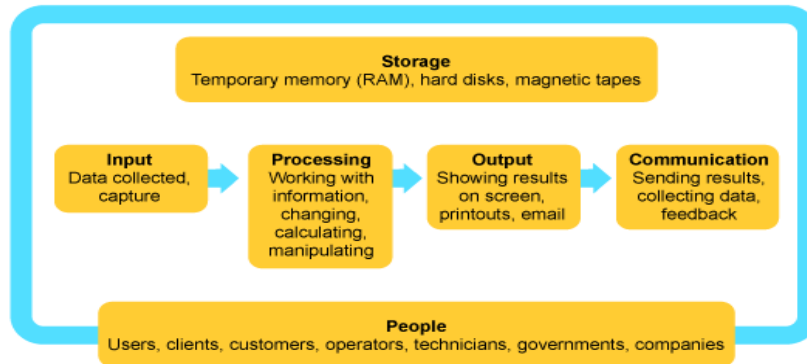 Storage
Temporary memory (RAM), hard disks, magnetic tapes
Input
Data collected,
capture
Processing
Working with
information,
changing,
calculating,
manipulating
Output
Showing results
on screen,
printouts, email
Communication
Sending results,
collecting data,
feedback
People
Users, clients, customers, operators, technicians, governments, companies